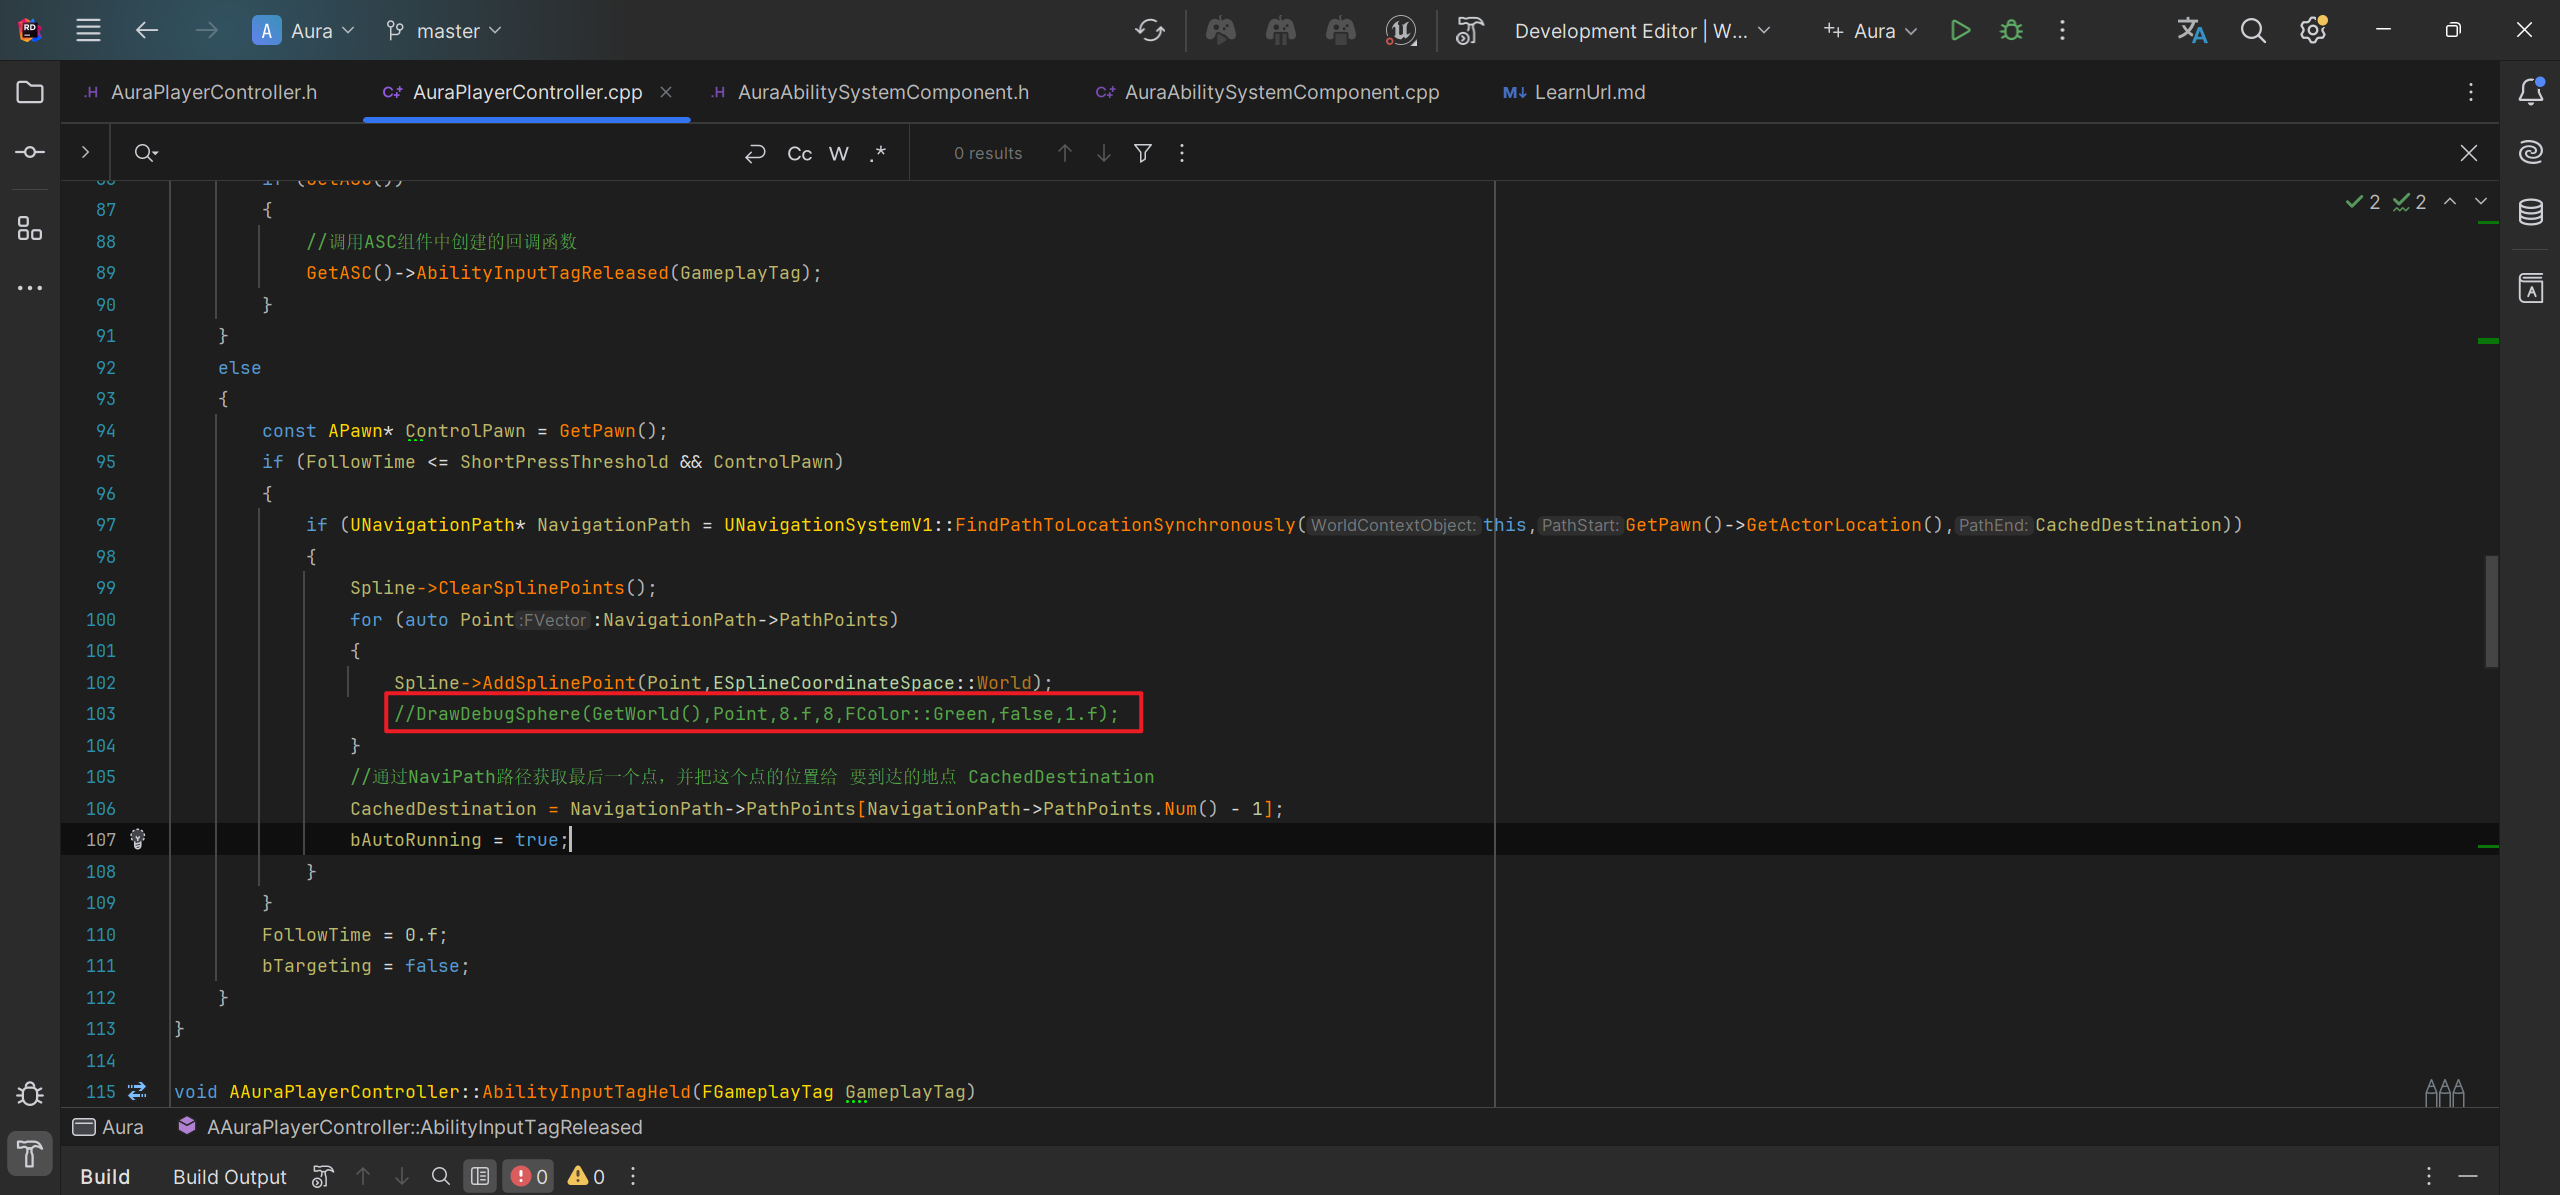 A Aura master Development Editor | W... Aura
.H AuraPlayerController.h C+ AuraPlayerController.cpp .H AuraAbilitySystemComponent.h C+ AuraAbilitySystemComponent.cpp M↓ LearnUrl.md
Cc W .* 0 results
87 {
2 2
88 //调用ASC组件中创建的回调函数
89 GetASC()->AbilityInputTagReleased(GameplayTag);
90 }
91 }
92 else
93 {
94 const APawn* ControlPawn = GetPawn();
95 if (FollowTime <= ShortPressThreshold && ControlPawn)
96 {
97 if (UNavigationPath* NavigationPath = UNavigationSystemV1::FindPathToLocationSynchronously( WorldContextObject: this, PathStart: GetPawn()->GetActorLocation(), PathEnd: CachedDestination))
98 {
99 Spline->ClearSplinePoints();
100 for (auto Point :FVector :NavigationPath->PathPoints)
101 {
102 Spline->AddSplinePoint(Point,ESplineCoordinateSpace::World);
103 //DrawDebugSphere(GetWorld(),Point,8.f,8,FColor::Green,false,1.f);
104 }
105 //通过NaviPath路径获取最后一个点，并把这个点的位置给 要到达的地点 CachedDestination
106 CachedDestination = NavigationPath->PathPoints[NavigationPath->PathPoints.Num() - 1];
107 bAutoRunning = true;
108 }
109 }
110 FollowTime = 0.f;
111 bTargeting = false;
112 }
113 }
114
115 void AAuraPlayerController::AbilityInputTagHeld(FGameplayTag GameplayTag)
Aura AAuraPlayerController::AbilityInputTagReleased
Build Build Output 0 0